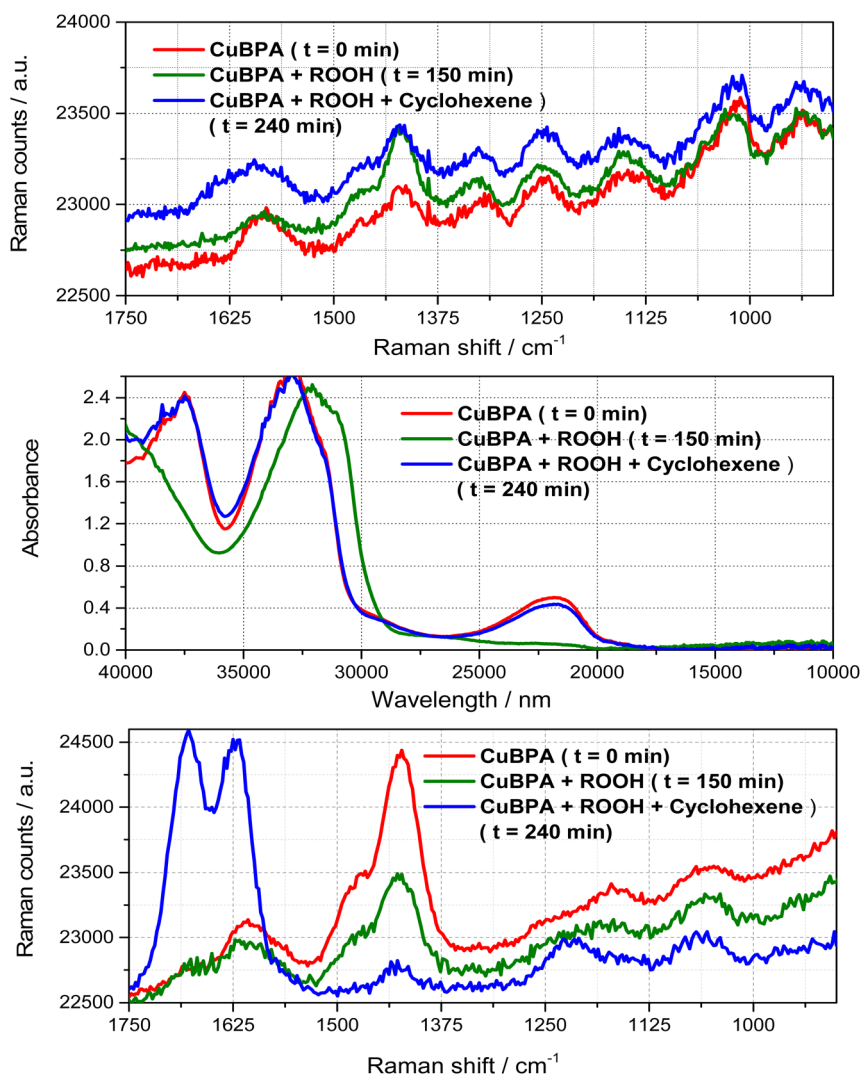 24000
23500
23000
22500
Raman counts / a.u.
CuBPA ( t = 0 min)
CuBPA + ROOH ( t = 150 min)
CuBPA + ROOH + Cyclohexene )
( t = 240 min)
1750 1625 1500 1375 1250 1125 1000
Raman shift / cm-1
2.4
2.0
1.6
1.2
0.8
0.4
0.0
Absorbance
CuBPA ( t = 0 min)
CuBPA + ROOH ( t = 150 min)
CuBPA + ROOH + Cyclohexene )
( t = 240 min)
40000 35000 30000 25000 20000 15000 10000
Wavelength / nm
24500
24000
23500
23000
22500
Raman counts / a.u.
CuBPA ( t = 0 min)
CuBPA + ROOH ( t = 150 min)
CuBPA + ROOH + Cyclohexene )
( t = 240 min)
1750 1625 1500 1375 1250 1125 1000
Raman shift / cm-1